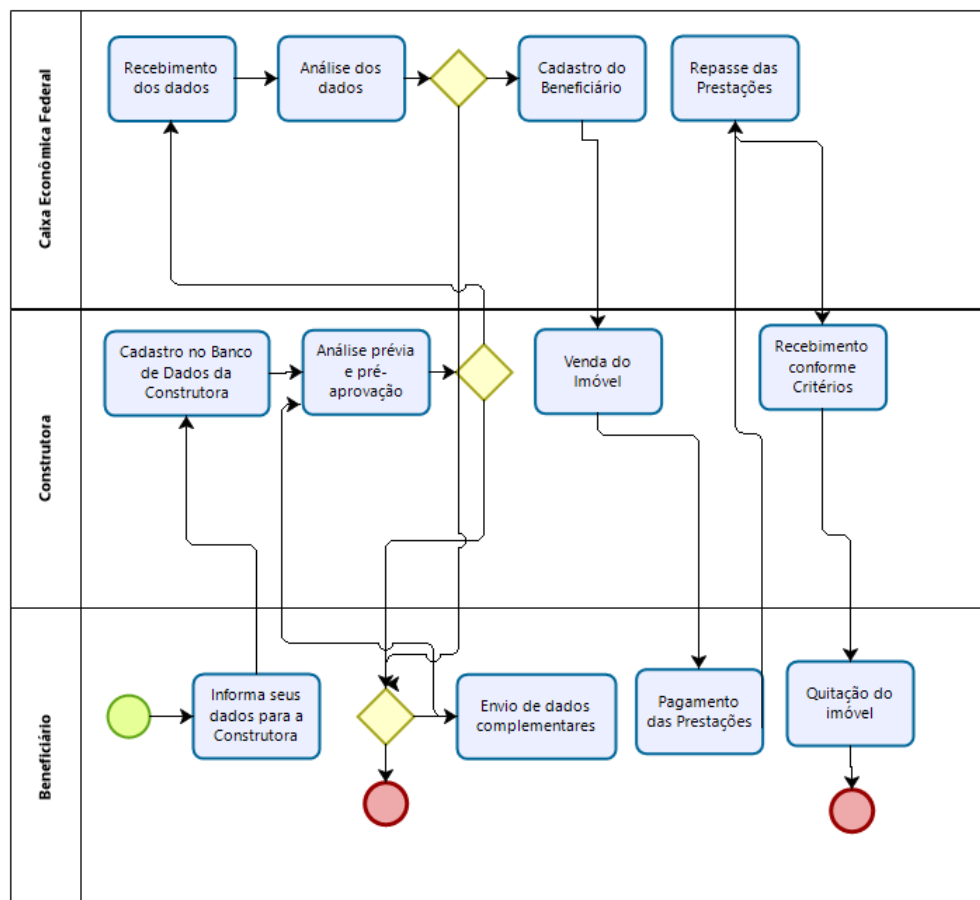 Caixa Econômica Federal
Recebimento
dos dados
Análise dos
dados
Cadastro do
Beneficiário
Repasse das
Prestações
Construtora
Cadastro no Banco
de Dados da
Construtora
Análise prévia
e pré-
aprovação
Venda do
Imóvel
Recebimento
conforme
Critérios
Beneficiário
Informa seus
dados para a
Construtora
Envio de dados
complementares
Pagamento
das Prestações
Quitação do
imóvel